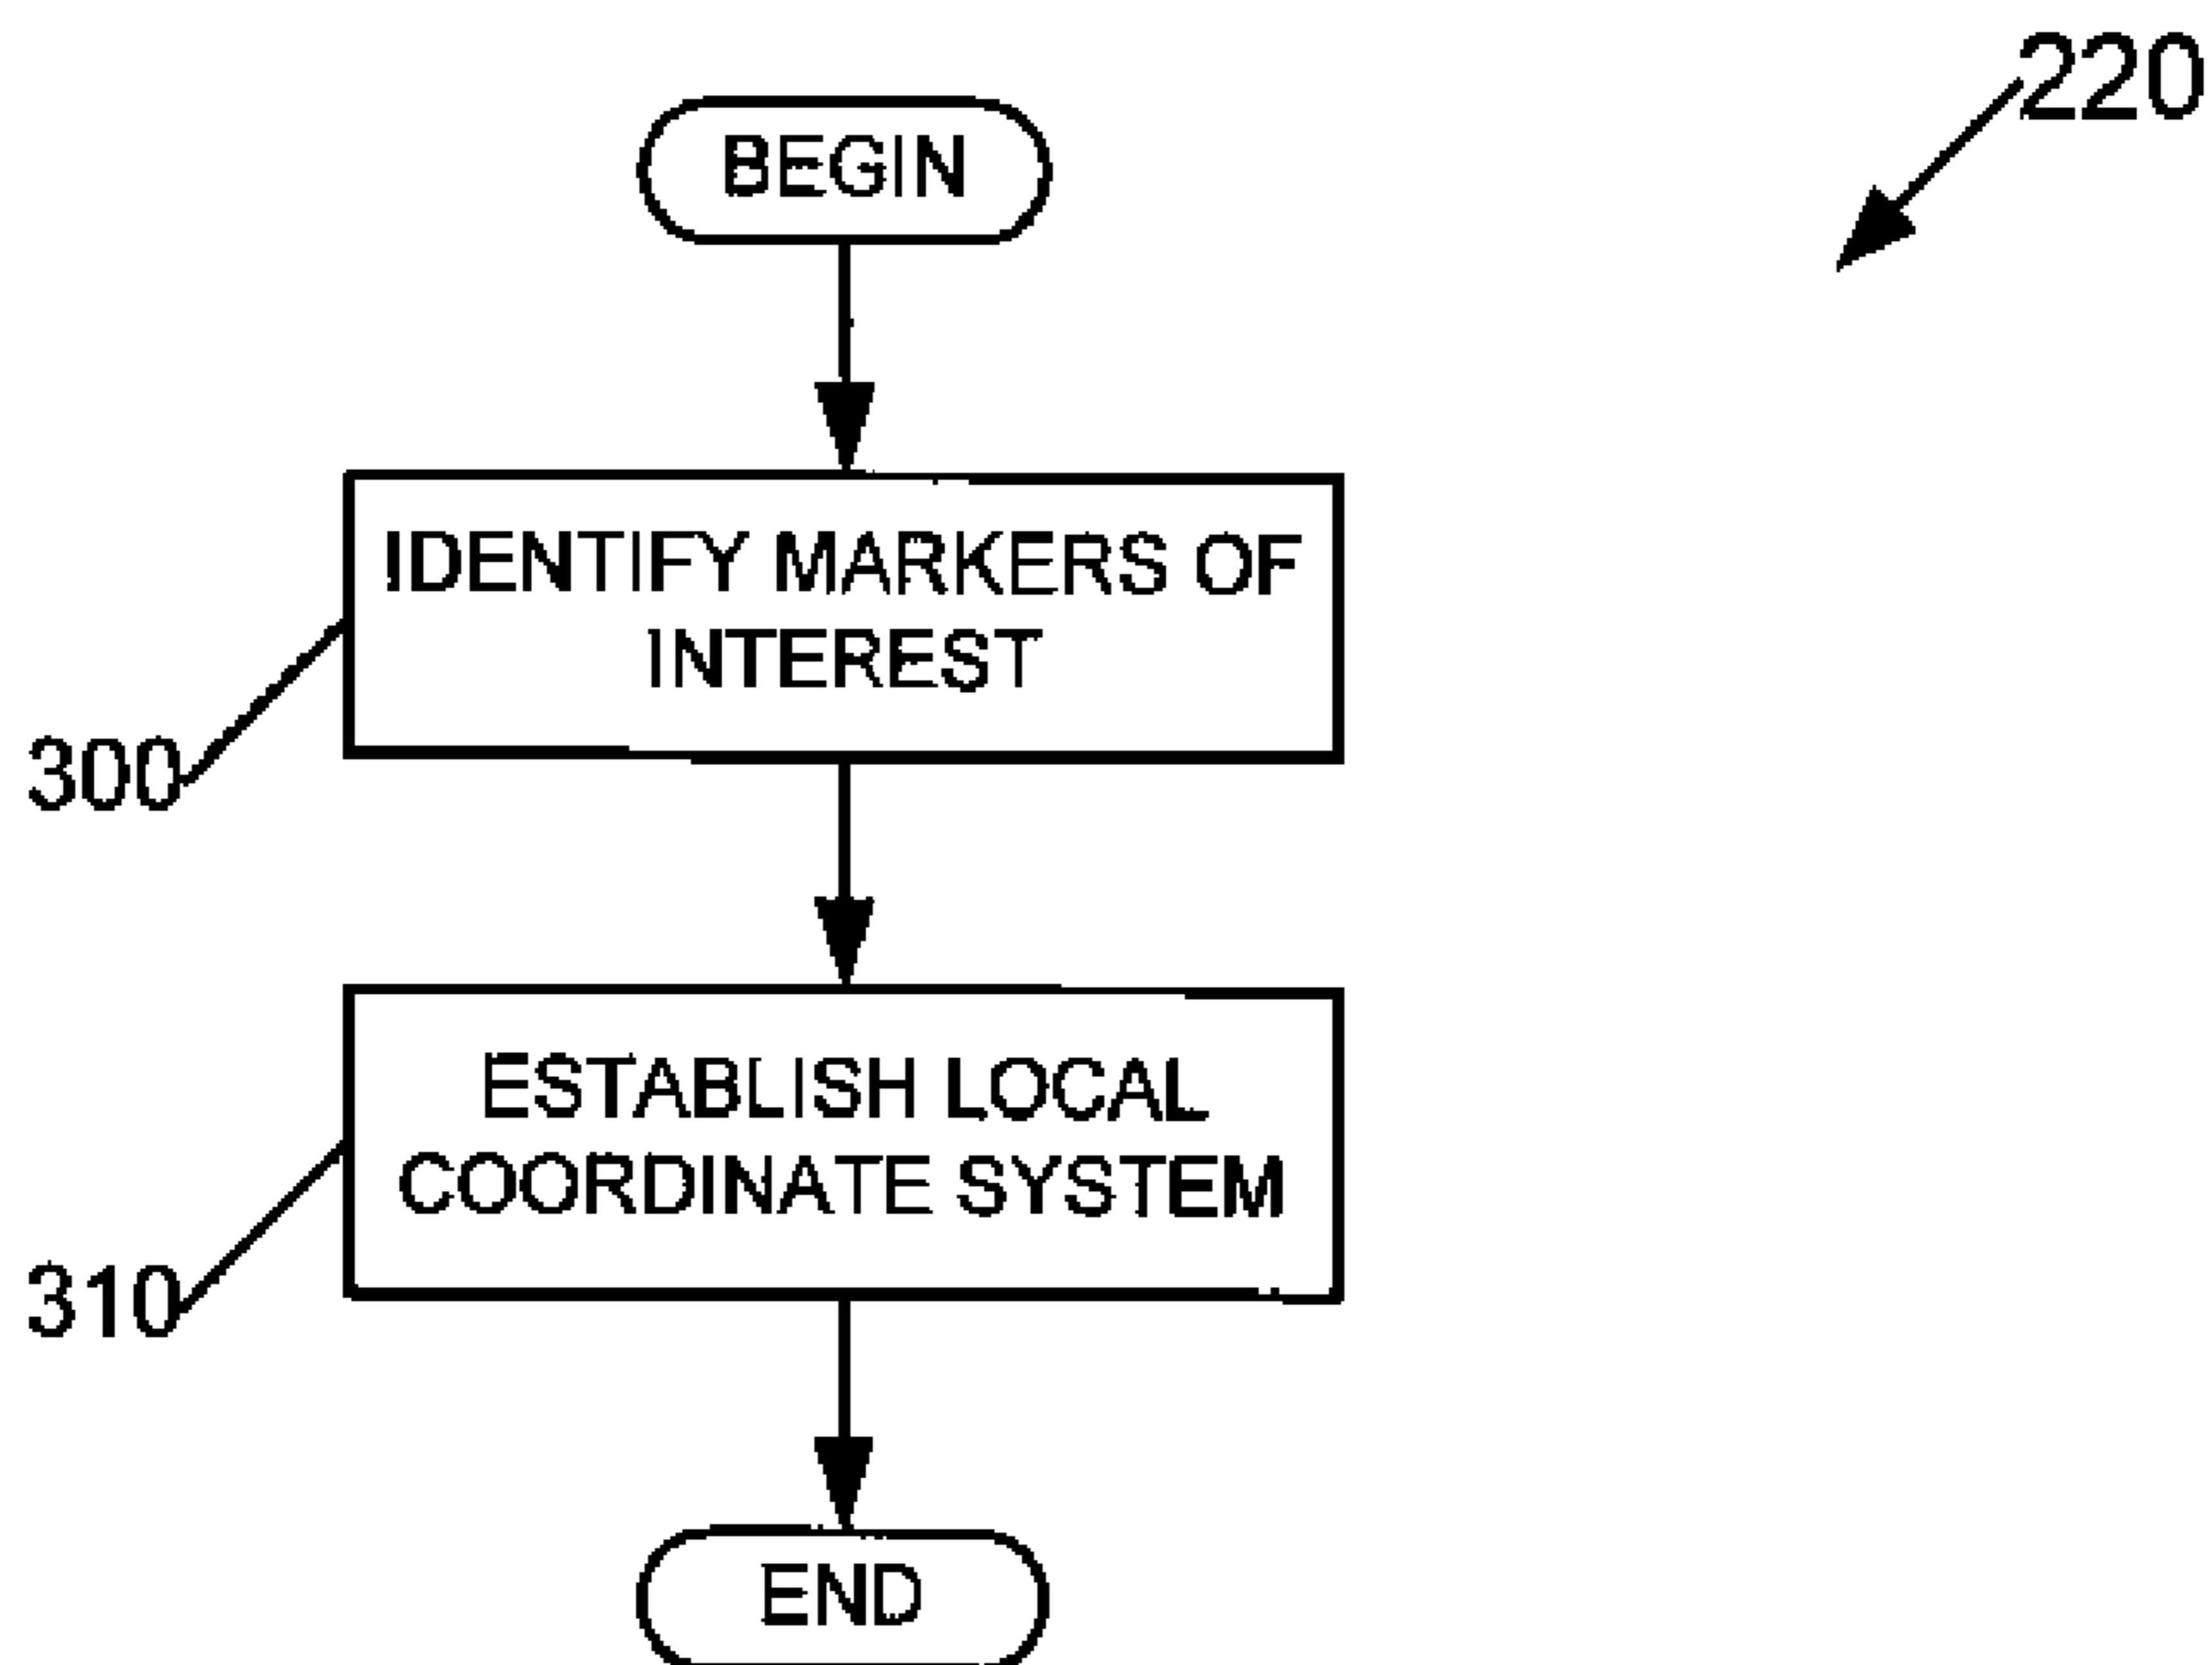 220
BEGIN
IDENTIFY MARKERS OF
INTEREST
300
ESTABLISH LOCAL
COORDINATE SYSTEM
310
END